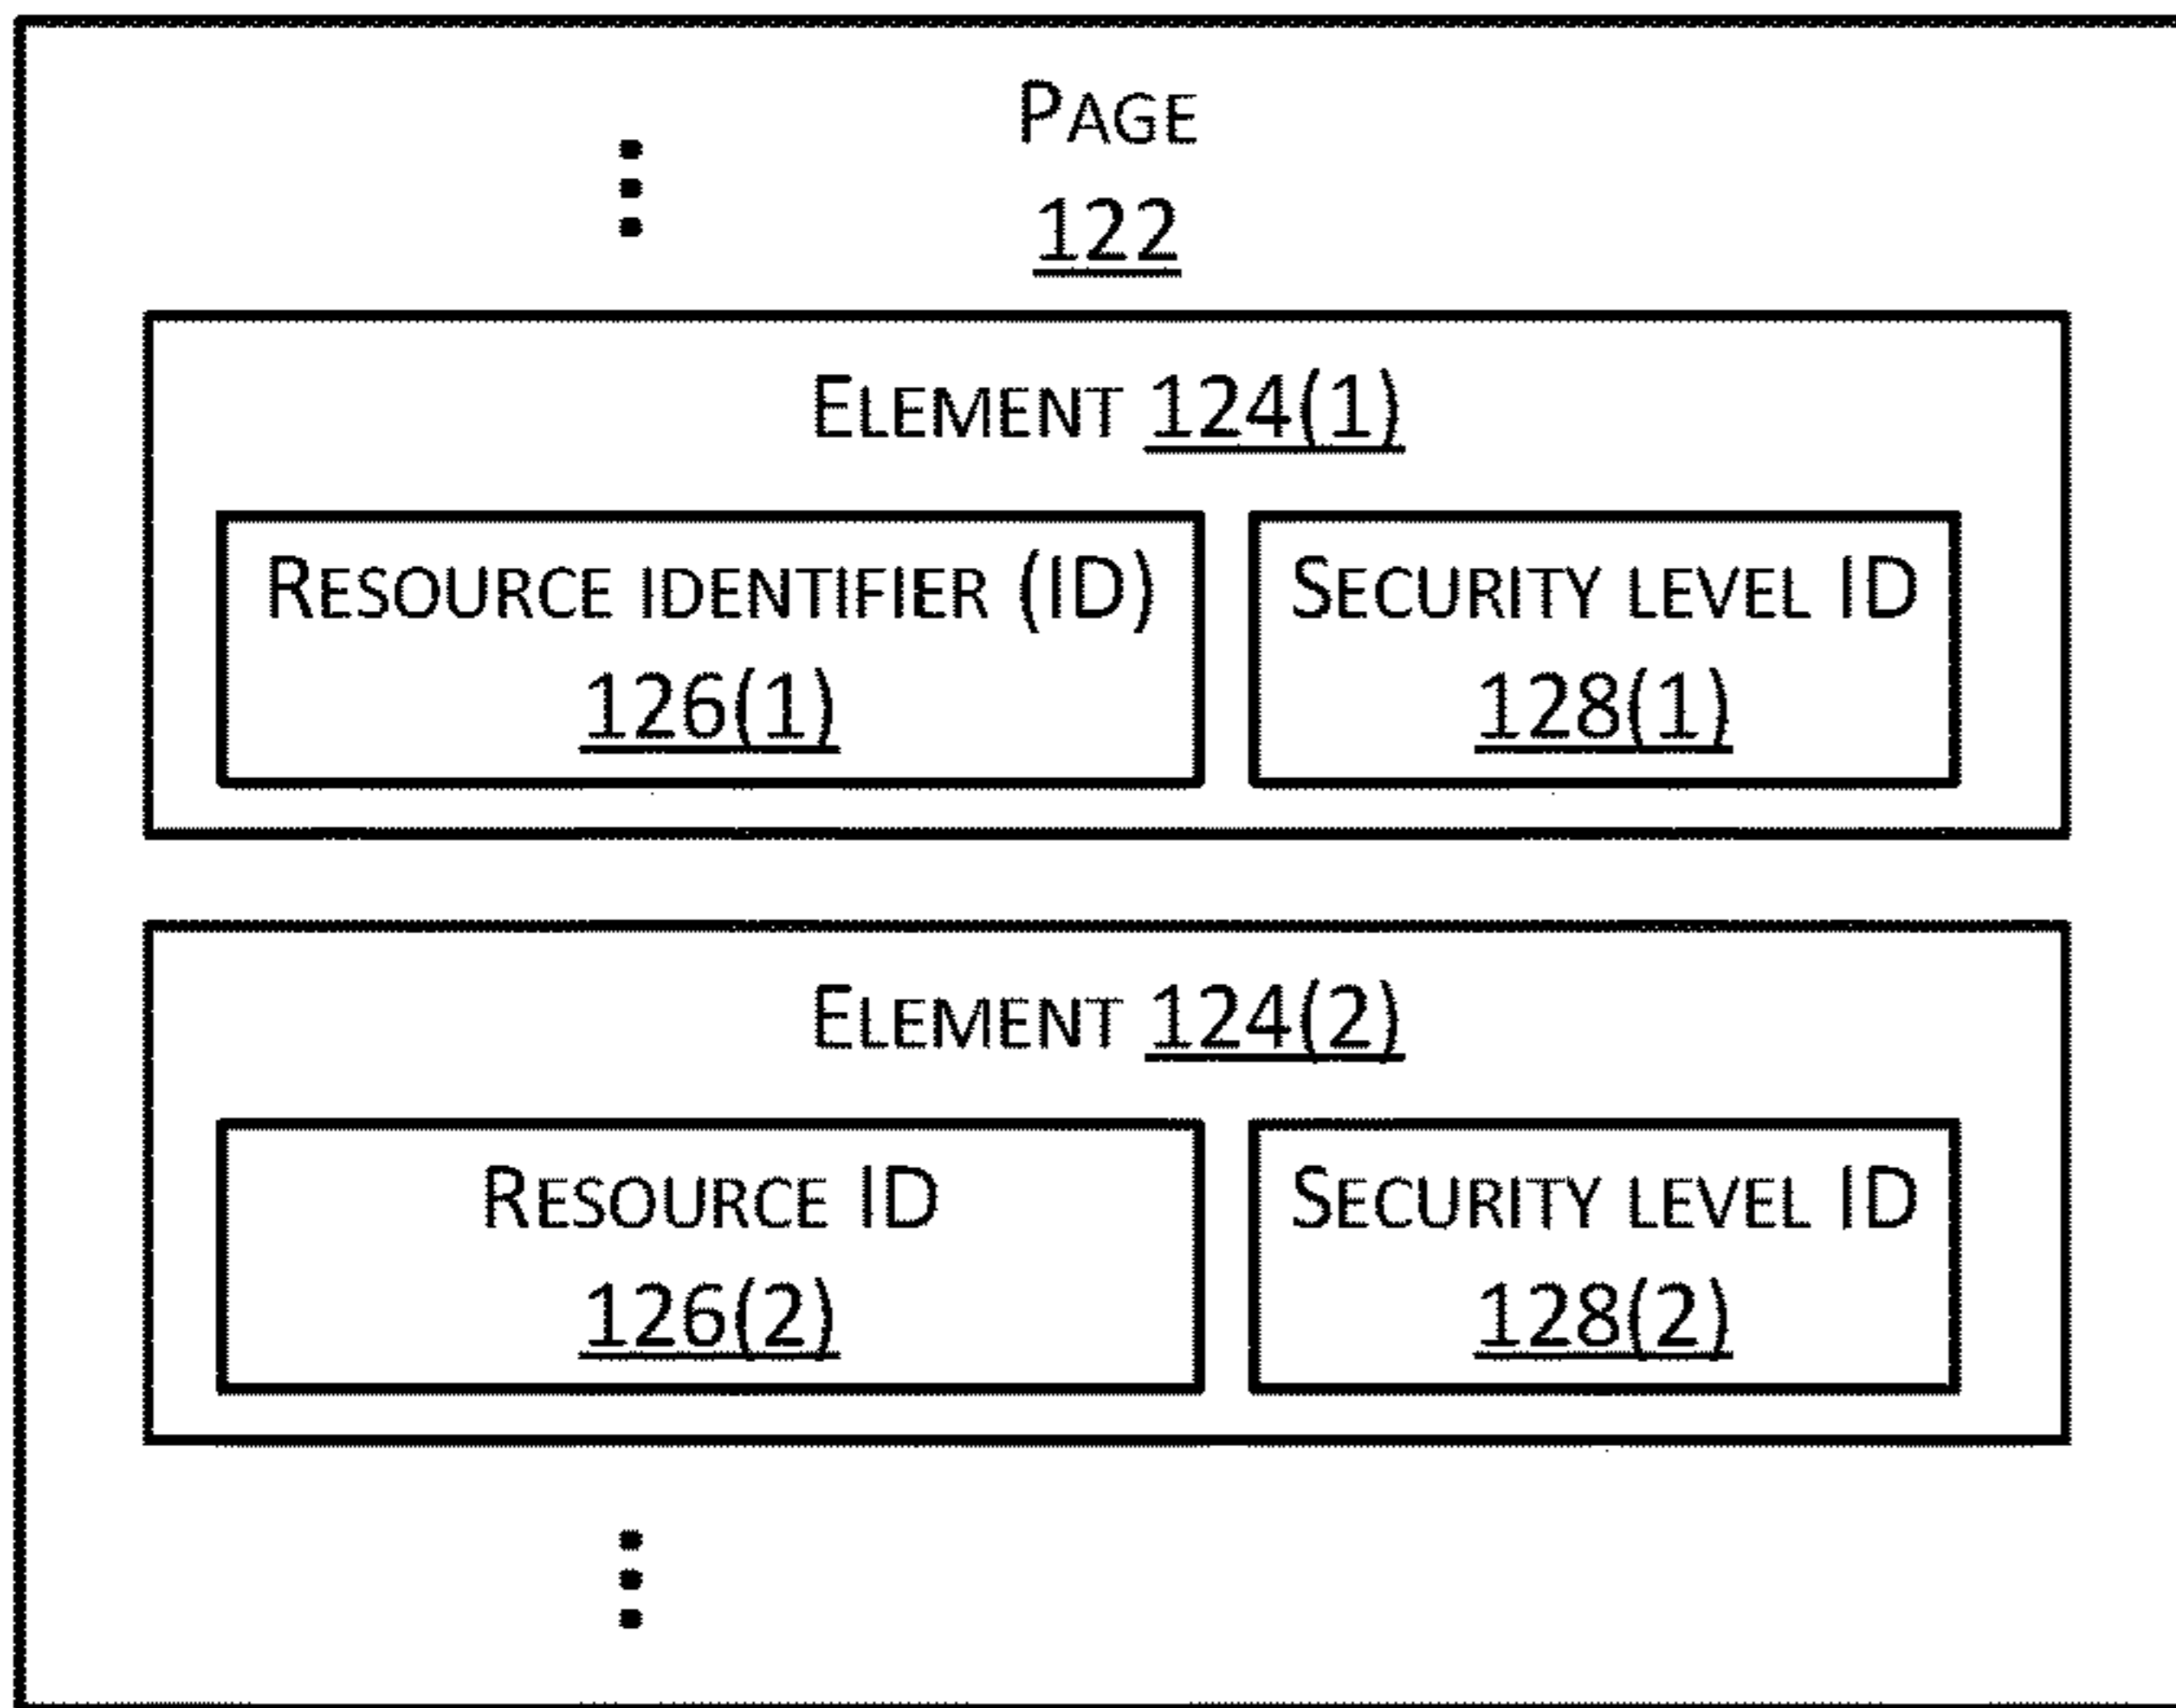 PAGE
122
ELEMENT 124(1)
RESOURCE IDENTIFIER (ID)
126(1)
SECURITY LEVEL ID
128(1)
ELEMENT 124(2)
RESOURCE ID
126(2)
SECURITY LEVEL ID
128(2)